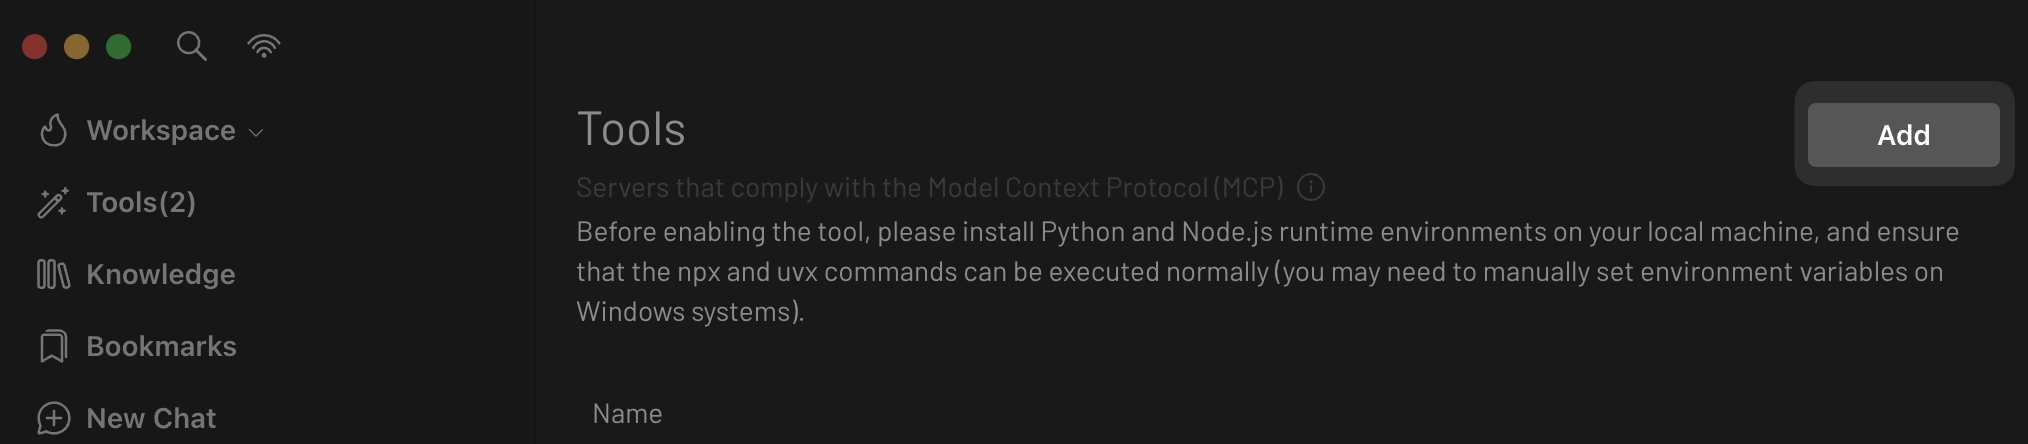 Workspace
Tools(2)
Knowledge
Bookmarks
New Chat
Tools
Add
Servers that comply with the Model Context Protocol (MCP)
Before enabling the tool, please install Python and Node.js runtime environments on your local machine, and ensure
that the npx and uvx commands can be executed normally (you may need to manually set environment variables on
Windows systems).
Name